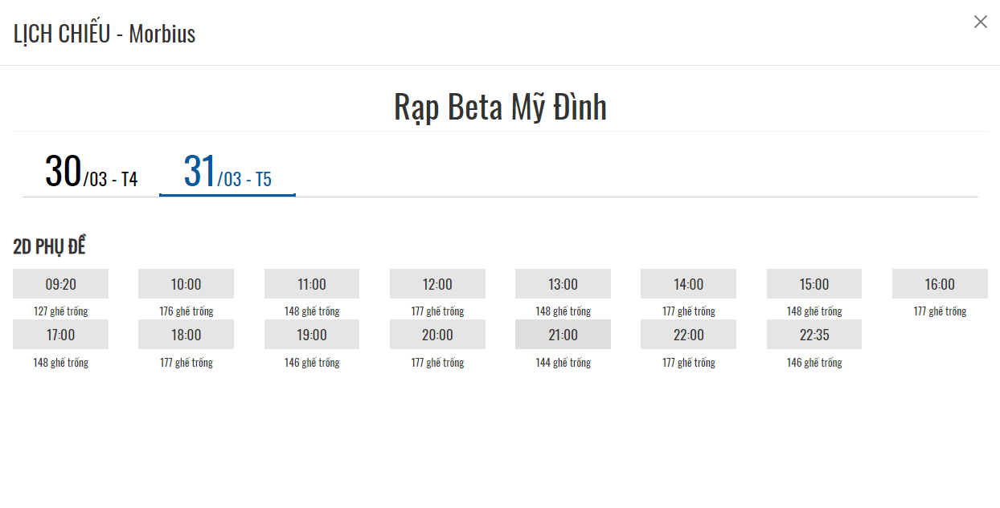 LỊCH CHIẾU - Morbius
Rạp Beta Mỹ Đình
30/03 - T4 31/03 - T5
2D PHỤ ĐỀ
09:20 10:00 11:00 12:00 13:00 14:00 15:00 16:00
127 ghế trống 176 ghế trống 148 ghế trống 177 ghế trống 148 ghế trống 177 ghế trống 148 ghế trống 177 ghế trống
17:00 18:00 19:00 20:00 21:00 22:00 22:35
148 ghế trống 177 ghế trống 146 ghế trống 177 ghế trống 144 ghế trống 177 ghế trống 146 ghế trống